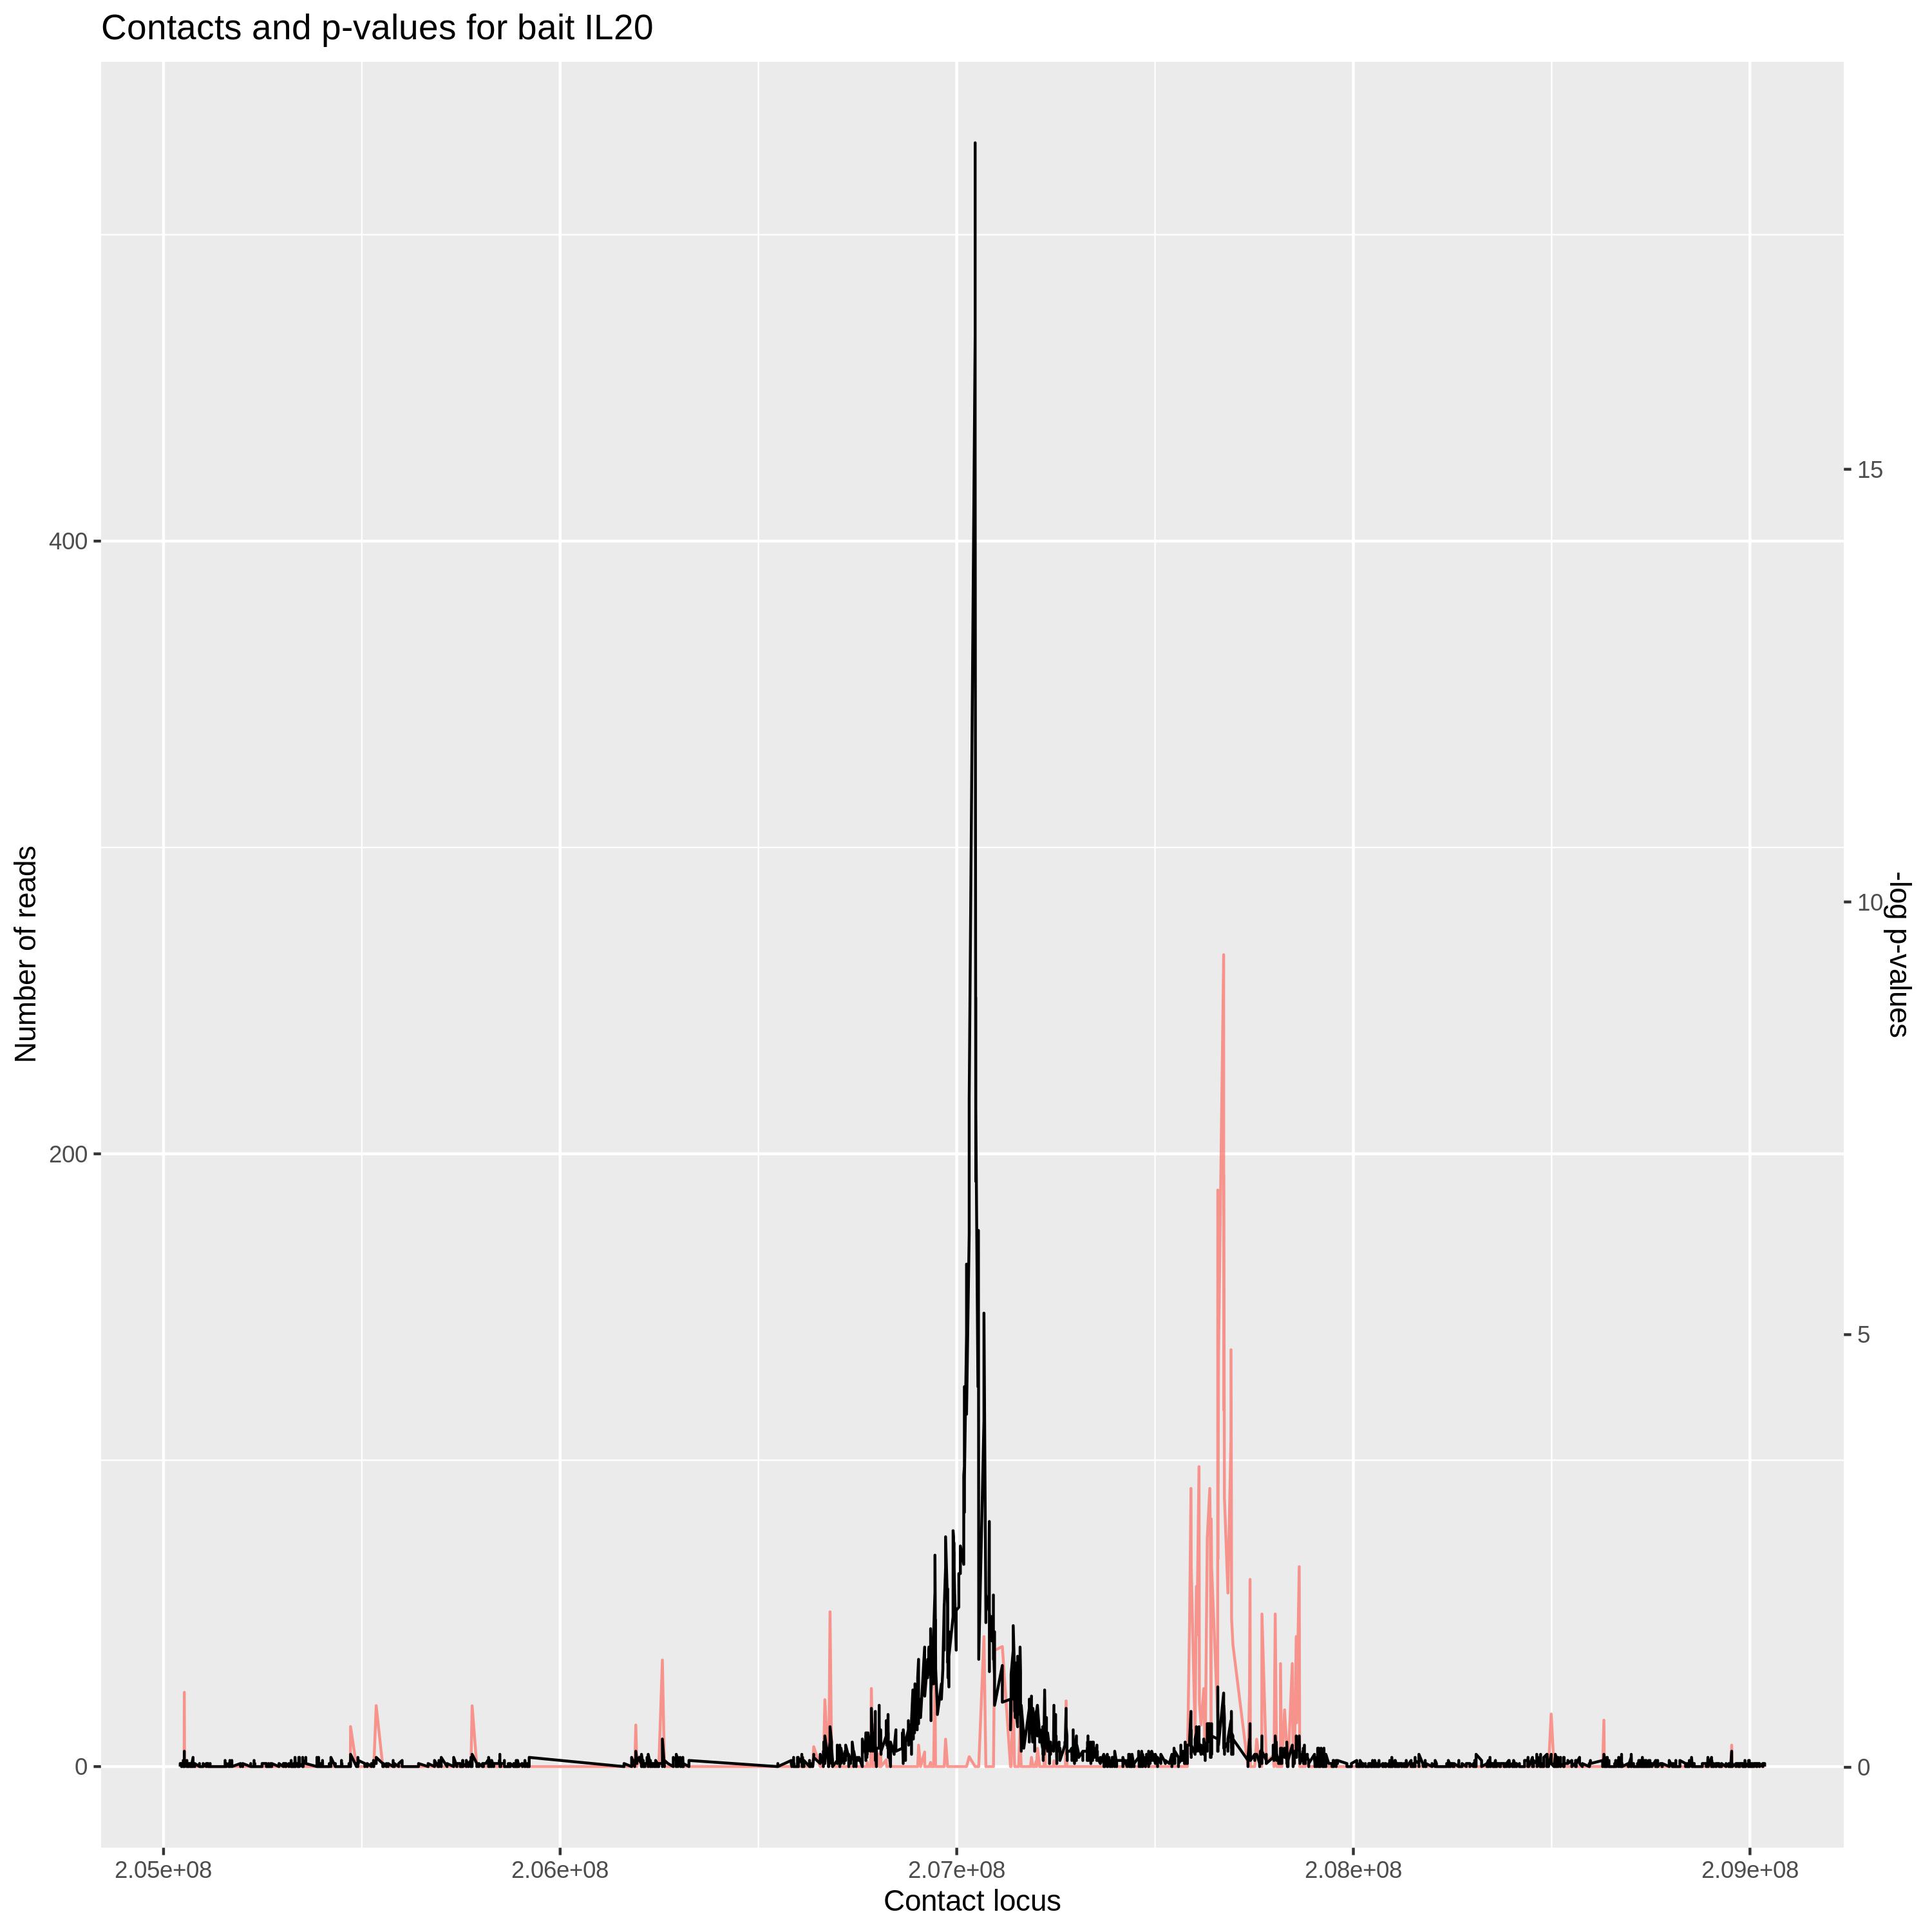 Contacts and p-values for bait IL20
Number of reads
400
200
0
15
10
5
0
-log p-values
2.05e+08
2.06e+08
2.07e+08
2.08e+08
2.09e+08
Contact locus